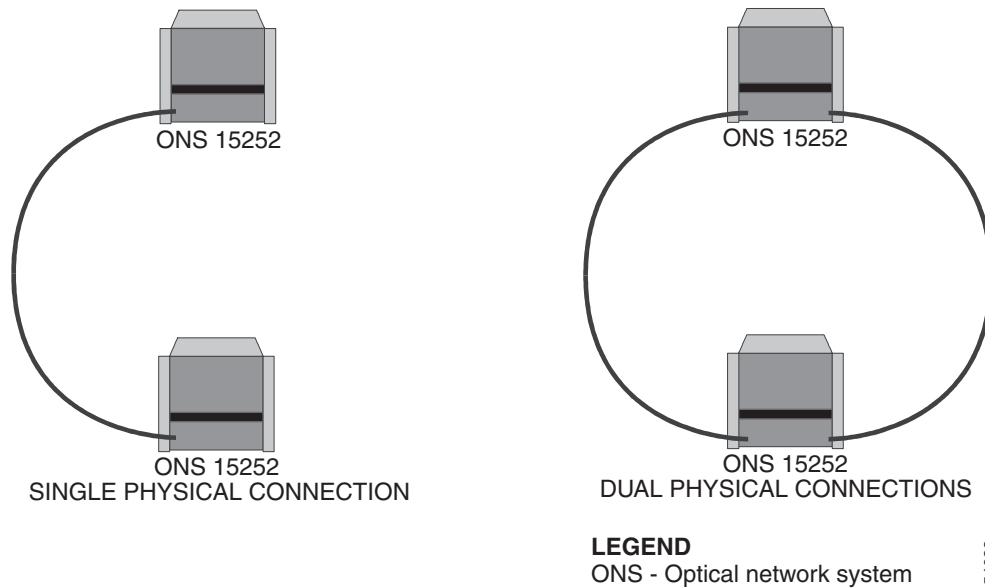 ONS 15252
ONS 15252
ONS 15252
SINGLE PHYSICAL CONNECTION
ONS 15252
DUAL PHYSICAL CONNECTIONS
LEGEND
ONS - Optical network system